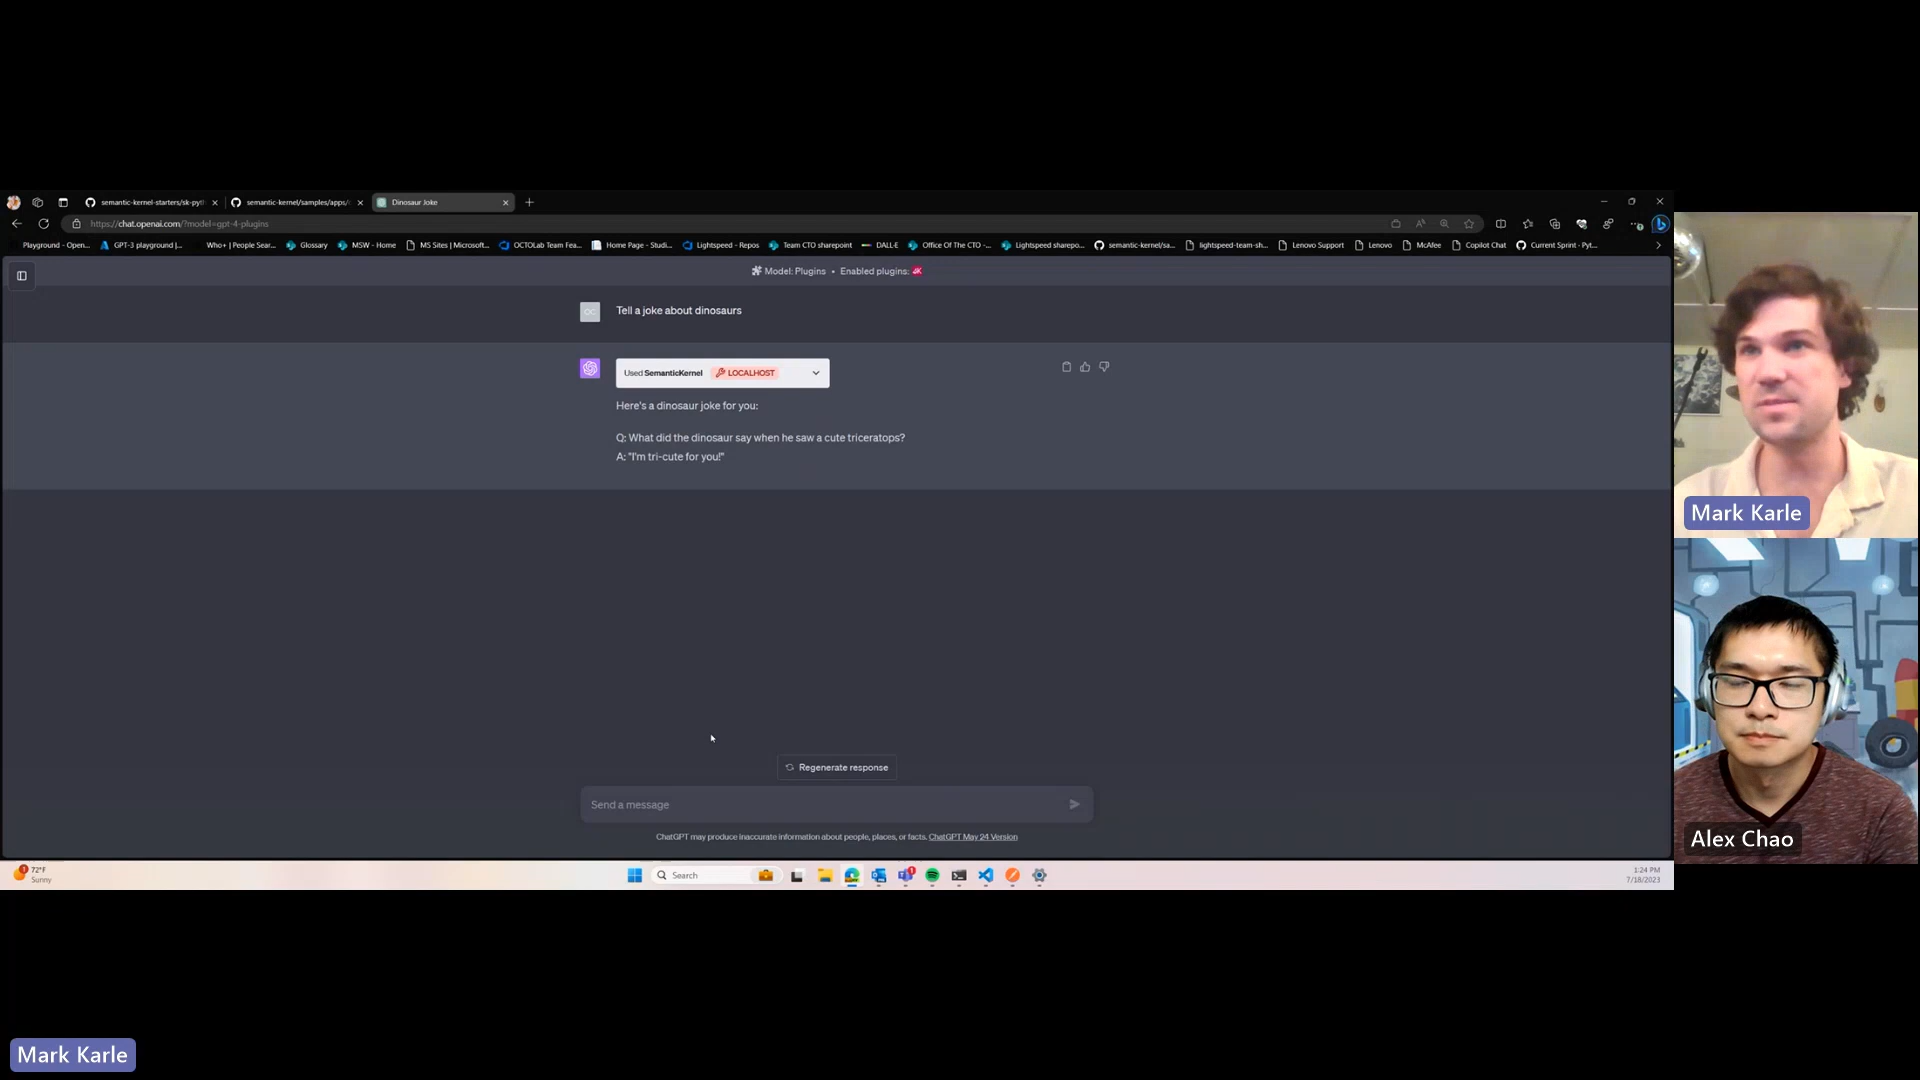 semantic-kernel-starters/sk-pyth
semantic-kernel/samples/apps/
Dinosaur Joke
https://chat.openai.com/?model=gpt-4-plugins
Playground - Open...
GPT-3 playground |...
Who+ | People Sear...
Glossary
MSW - Home
MS Sites | Microsoft...
OCTOLab Team Fea...
Home Page - Studi...
Lightspeed - Repos
Team CTO sharepoint
DALL·E
Office Of The CTO -...
Lightspeed sharepo...
semantic-kernel/sa...
lightspeed-team-sh...
Lenovo Support
Lenovo
McAfee
Copilot Chat
Current Sprint - Pyt...
Model: Plugins • Enabled plugins:
Tell a joke about dinosaurs
Used SemanticKernel LOCALHOST
Here's a dinosaur joke for you:
Q: What did the dinosaur say when he saw a cute triceratops?
A: "I'm tri-cute for you!"
Regenerate response
Send a message
ChatGPT may produce inaccurate information about people, places, or facts. ChatGPT May 24 Version
72°F
Sunny
Search
1:24 PM
7/18/2023
Mark Karle
Alex Chao
Mark Karle